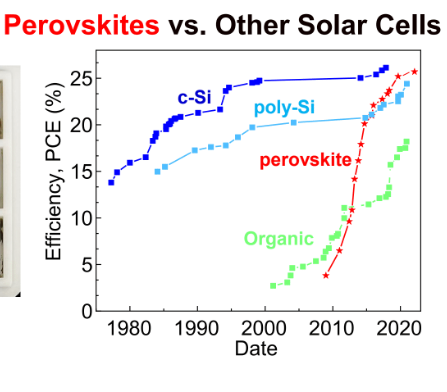 Perovskites vs. Other Solar Cells
Efficiency, PCE (%)
25
20
15
10
5
0
c-Si
poly-Si
perovskite
Organic
1980 1990 2000 2010 2020
Date